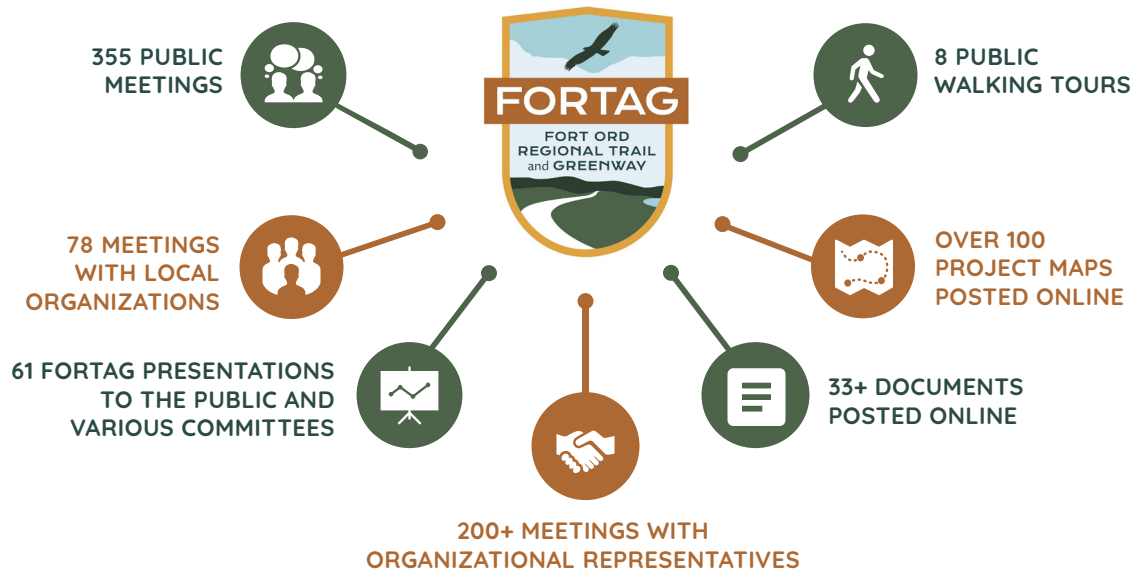 355 PUBLIC
MEETINGS
FORTAG
FORT ORD
REGIONAL TRAIL
and GREENWAY
8 PUBLIC
WALKING TOURS
78 MEETINGS
WITH LOCAL
ORGANIZATIONS
OVER 100
PROJECT MAPS
POSTED ONLINE
61 FORTAG PRESENTATIONS
TO THE PUBLIC AND
VARIOUS COMMITTEES
33+ DOCUMENTS
POSTED ONLINE
200+ MEETINGS WITH
ORGANIZATIONAL REPRESENTATIVES